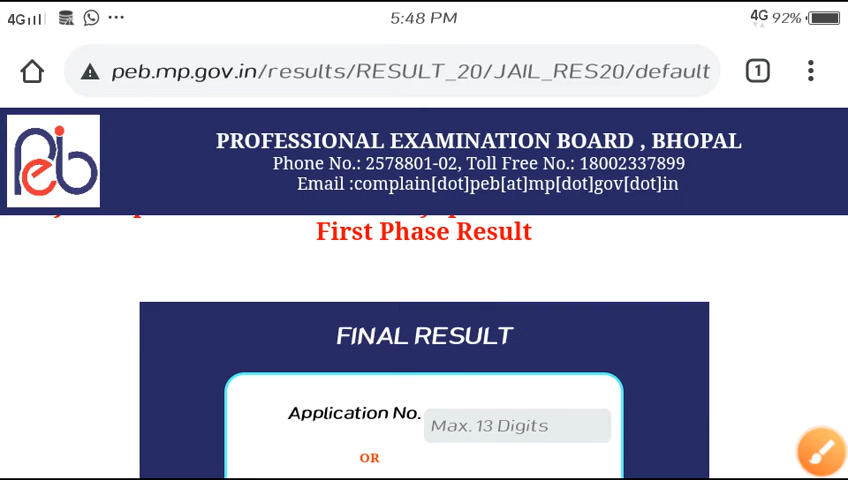 4G 5:48 PM 4G 92%
peb.mp.gov.in/results/RESULT_20/JAIL_RES20/default 1
Peb
PROFESSIONAL EXAMINATION BOARD , BHOPAL
Phone No.: 2578801-02, Toll Free No.: 18002337899
Email :complain[dot]peb[at]mp[dot]gov[dot]in
First Phase Result
FINAL RESULT
Application No. Max. 13 Digits
OR